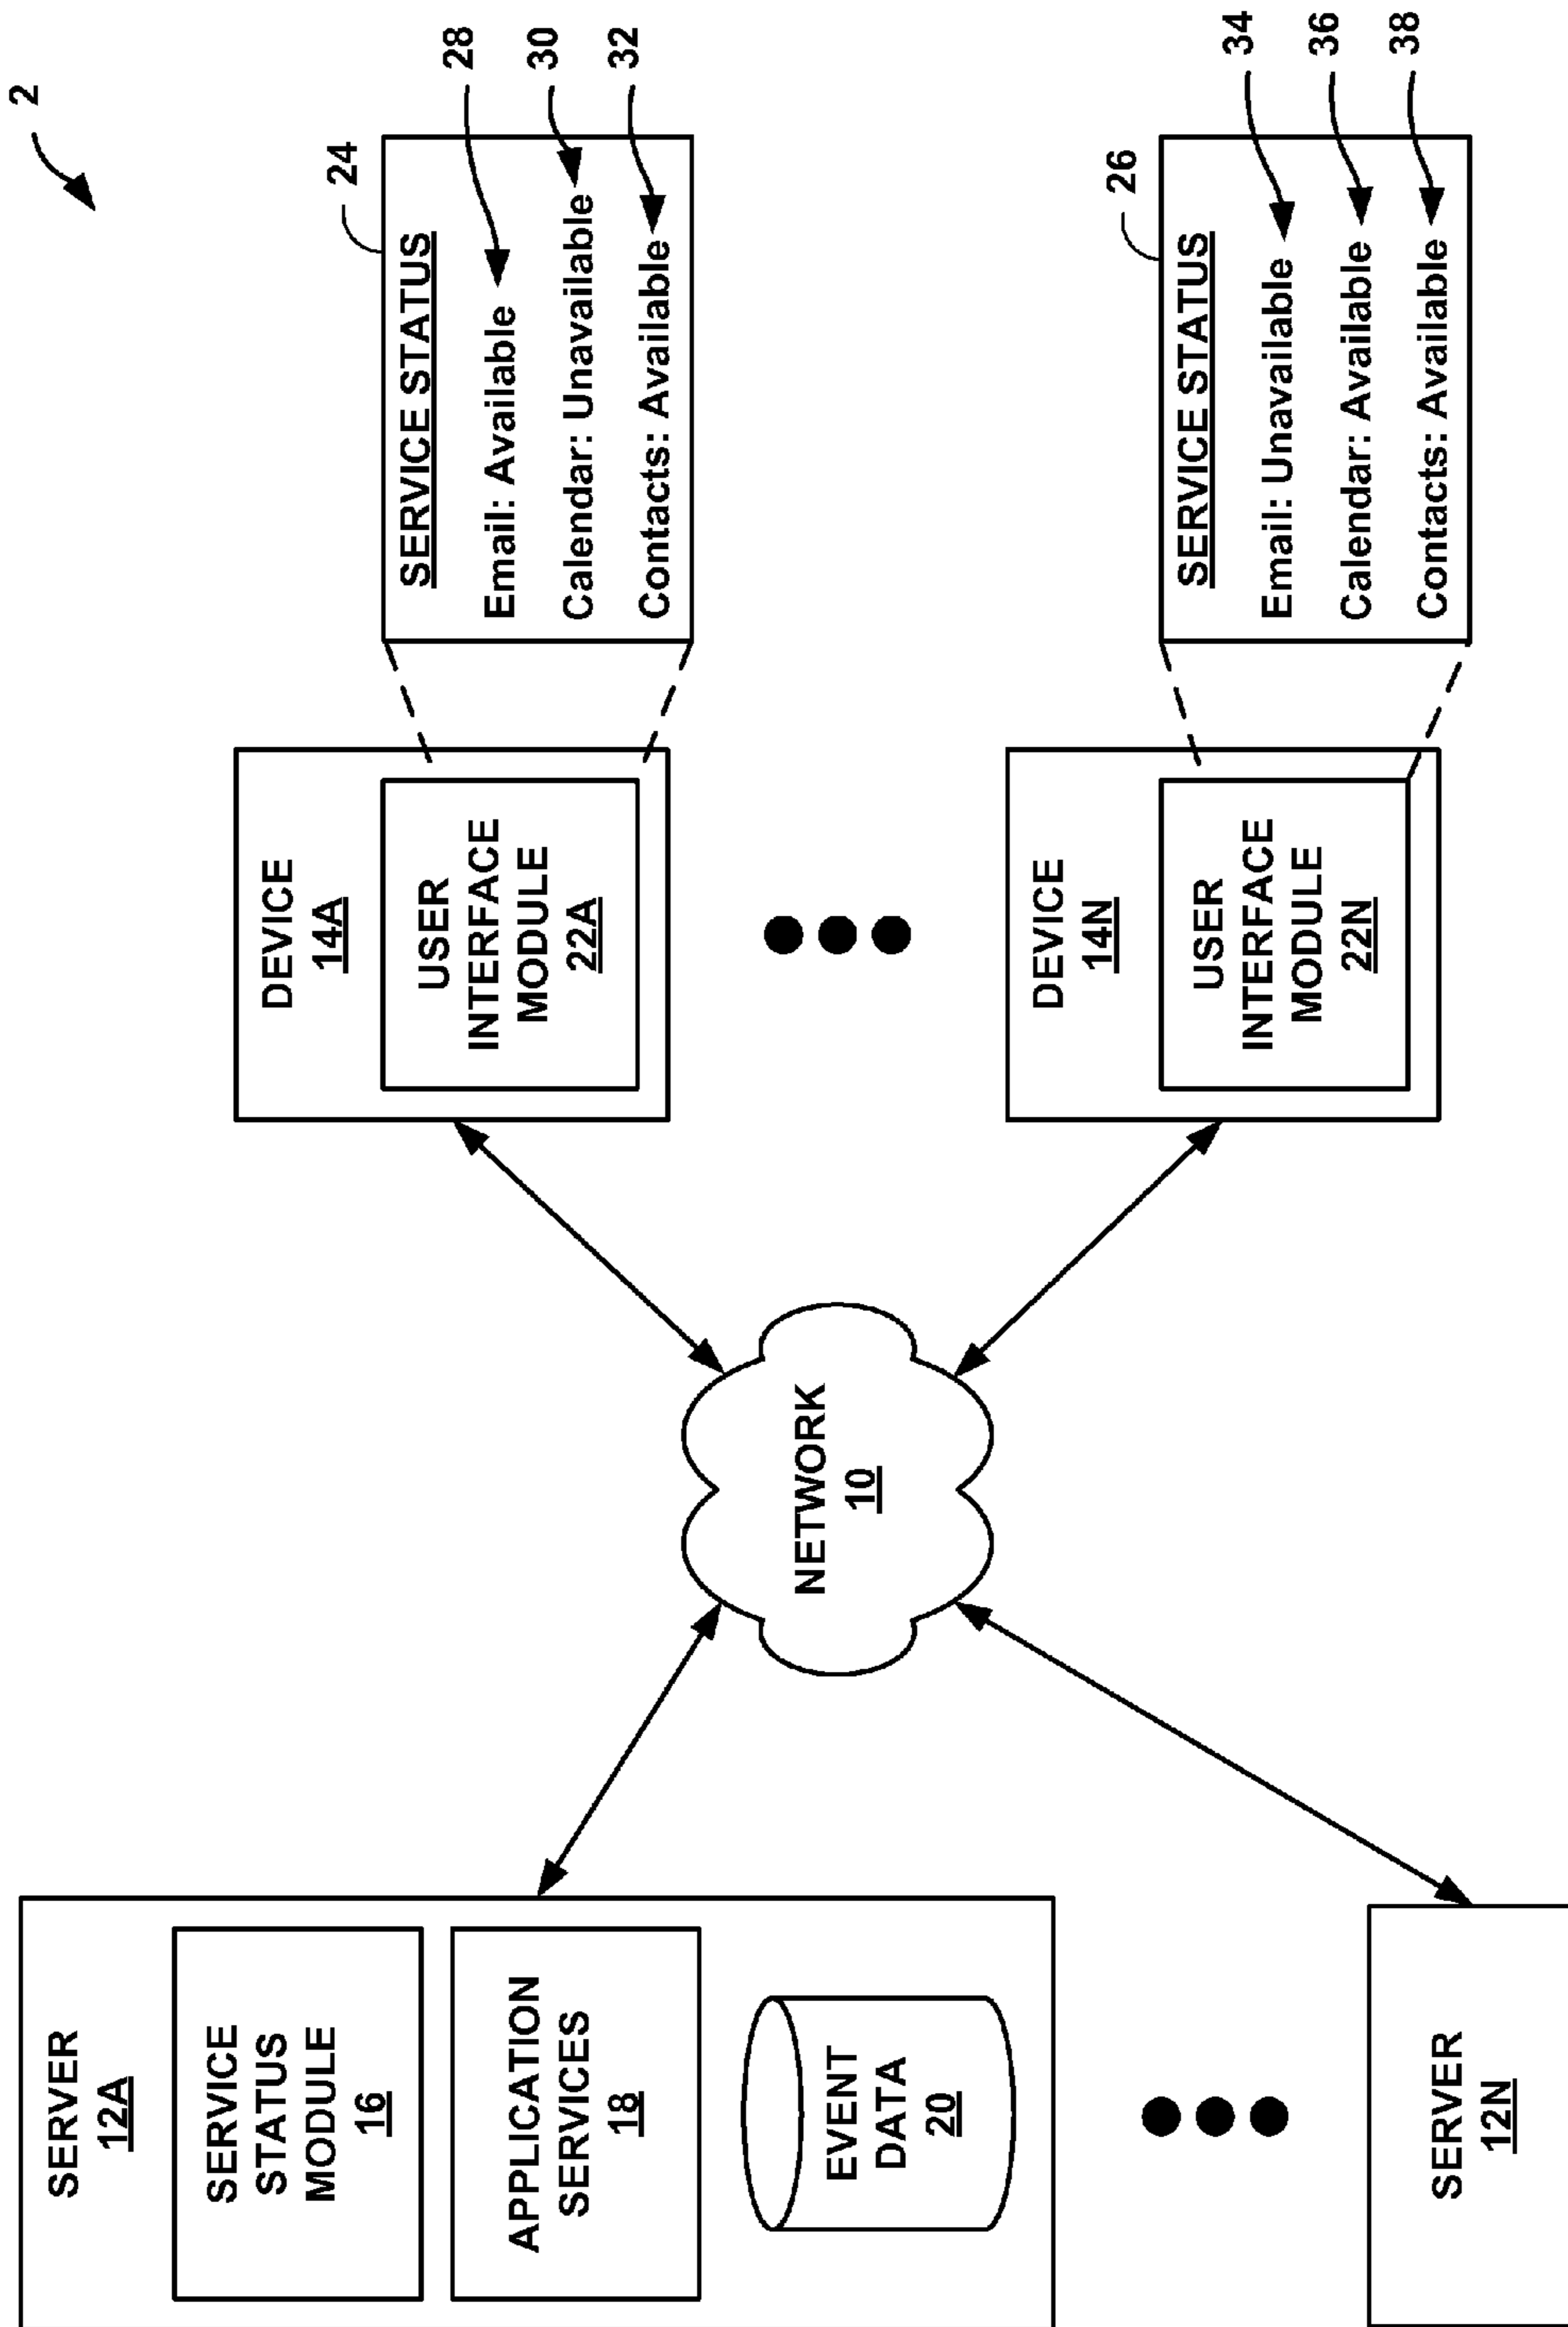 2
SERVER
12A
SERVICE
STATUS
MODULE
16
APPLICATION
SERVICES
18
EVENT
DATA
20
SERVER
12N
NETWORK
10
DEVICE
14A
USER
INTERFACE
MODULE
22A
DEVICE
14N
USER
INTERFACE
MODULE
22N
24
SERVICE STATUS
Email: Available
28
Calendar: Unavailable
30
Contacts: Available
32
26
SERVICE STATUS
Email: Unavailable
34
Calendar: Available
36
Contacts: Available
38